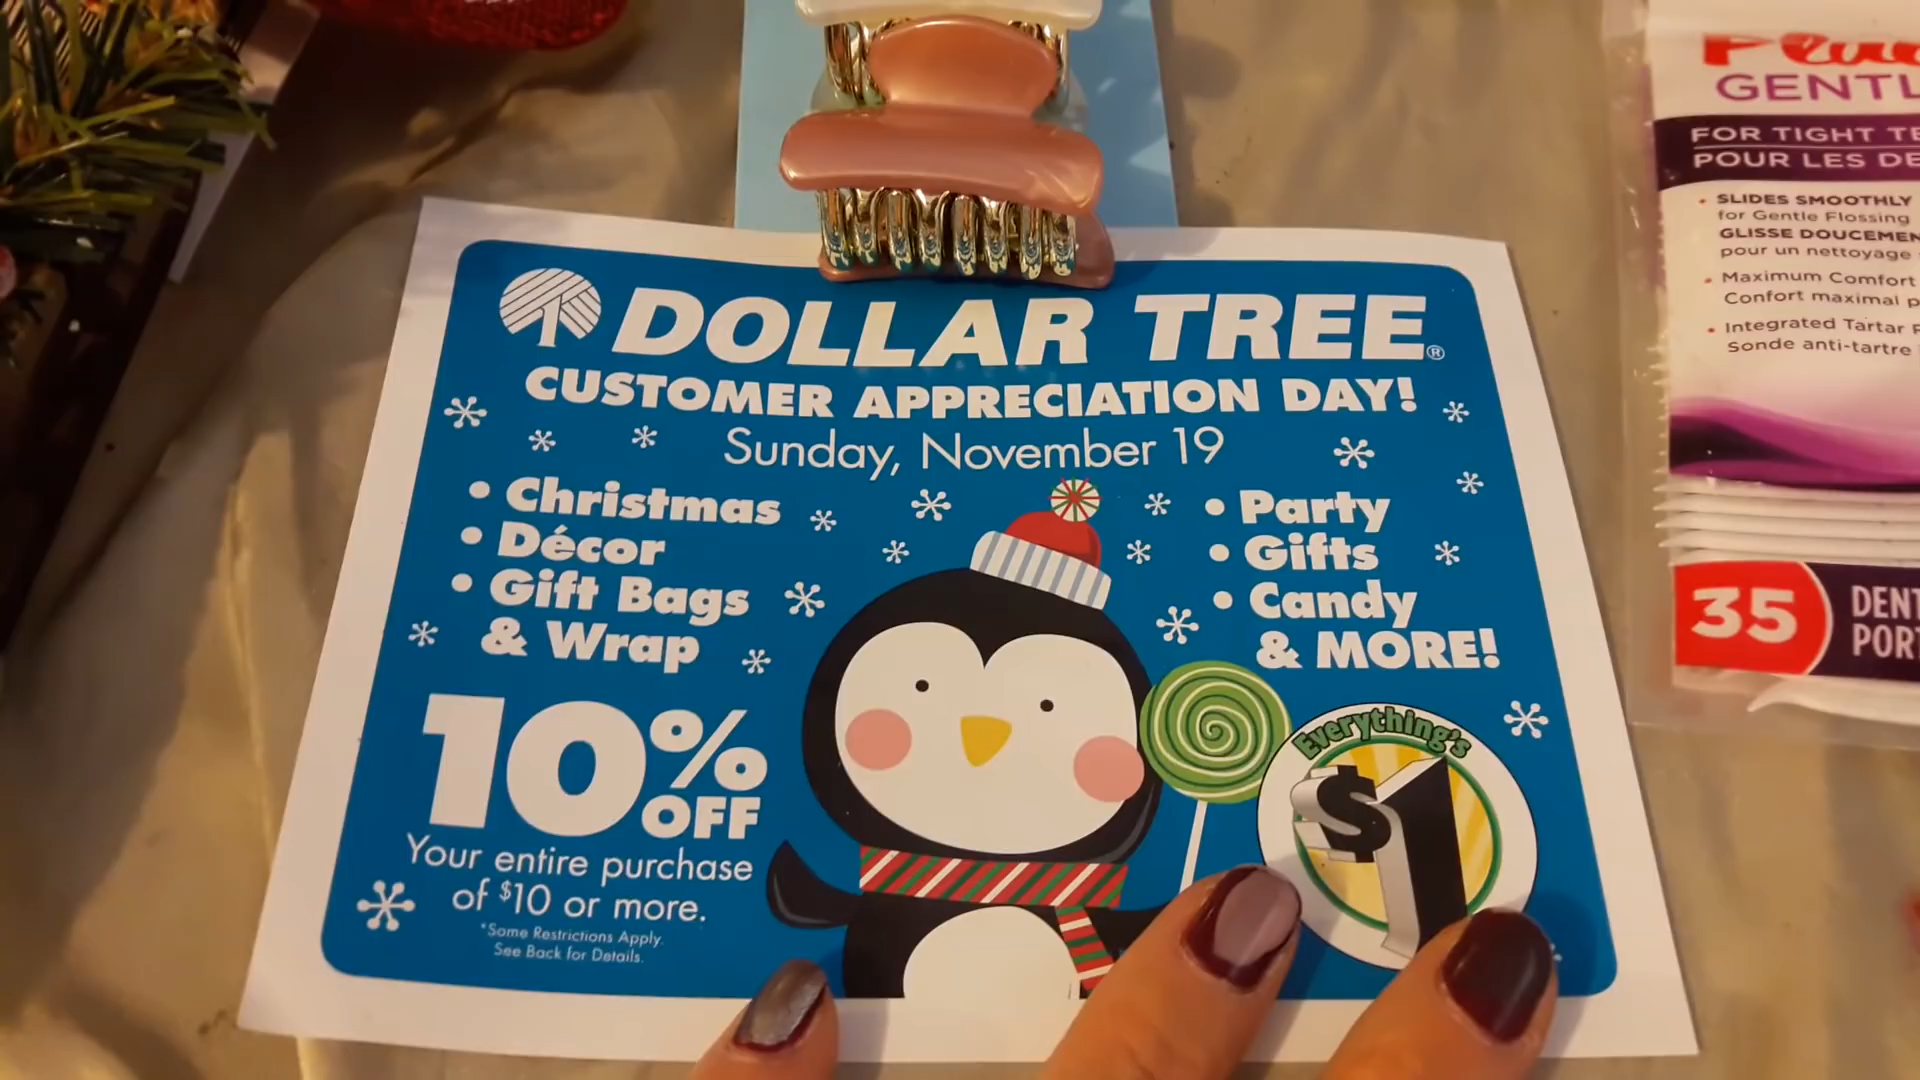 DOLLAR TREE®
CUSTOMER APPRECIATION DAY!
Sunday, November 19
• Christmas
• Décor
• Gift Bags
& Wrap
• Party
• Gifts
• Candy
& MORE!
10% OFF
Your entire purchase
of $10 or more.
*Some Restrictions Apply.
See Back for Details.
Everything's
$1
GENTL
FOR TIGHT TE
POUR LES DE
• SLIDES SMOOTHLY
for Gentle Flossing
GLISSE DOUCEMEN
pour un nettoyage
• Maximum Comfort
Confort maximal p
• Integrated Tartar P
Sonde anti-tartre
35
DENT
PORT